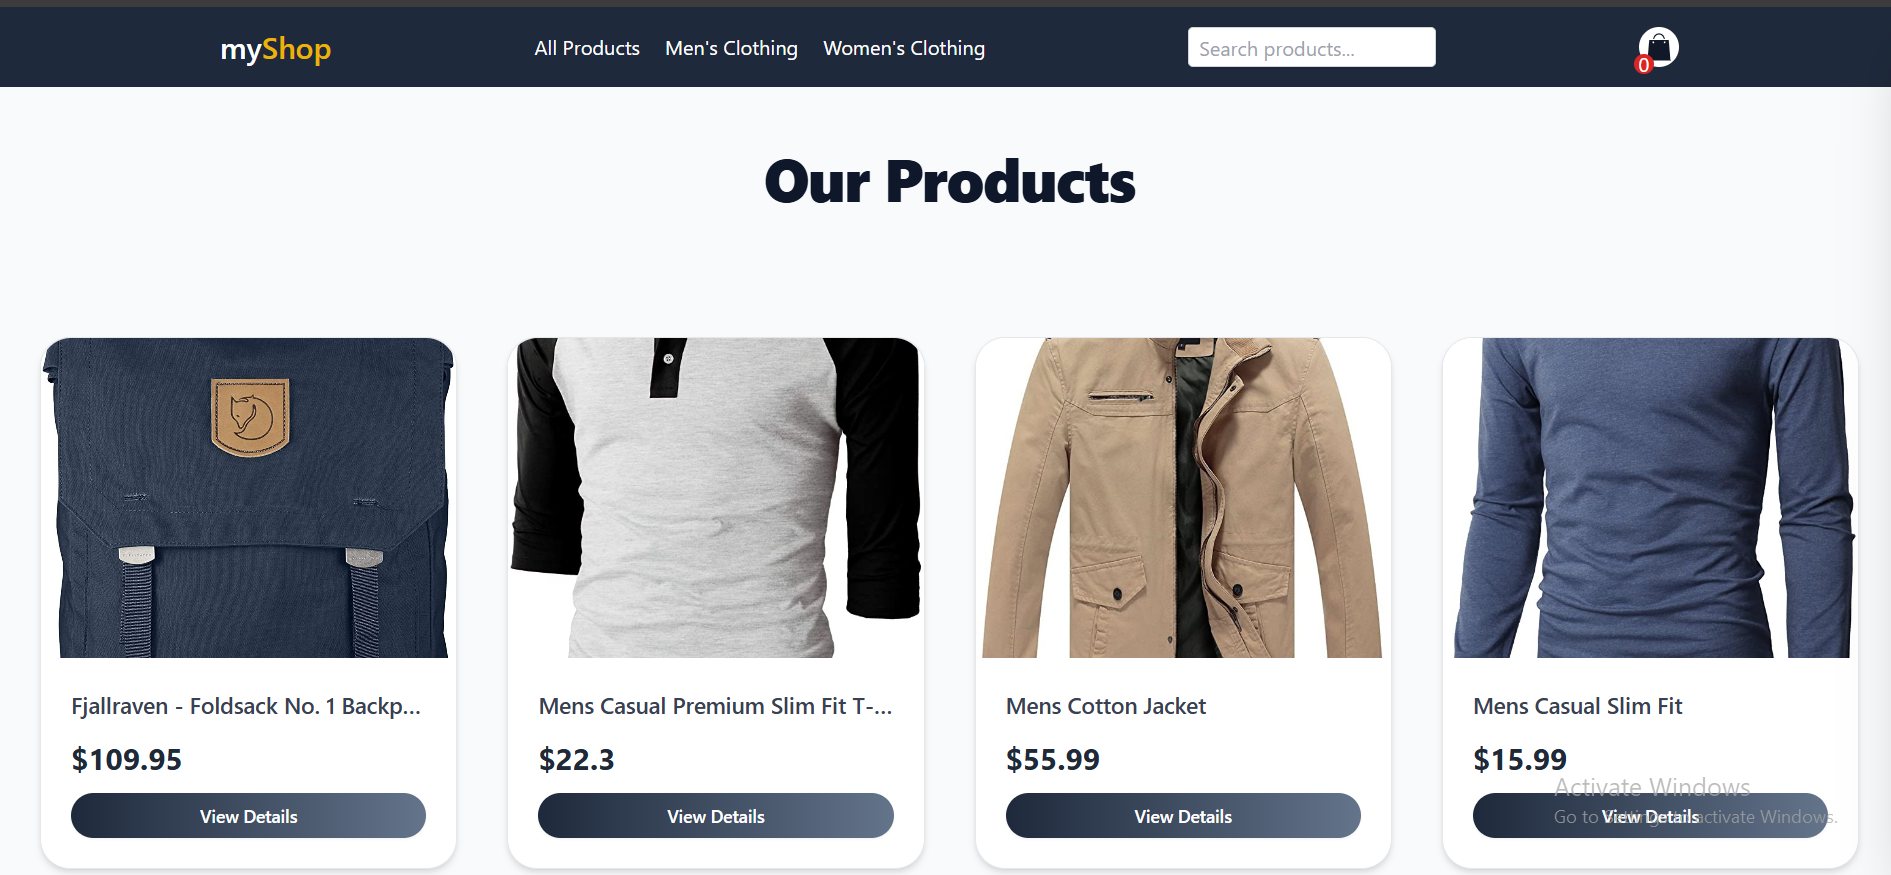 myShop
All Products Men's Clothing Women's Clothing
Search products...
0
Our Products
Fjallraven - Foldsack No. 1 Backp...
$109.95
View Details
Mens Casual Premium Slim Fit T-...
$22.3
View Details
Mens Cotton Jacket
$55.99
View Details
Mens Casual Slim Fit
$15.99
View Details
Activate Windows
Go to Settings to activate Windows.